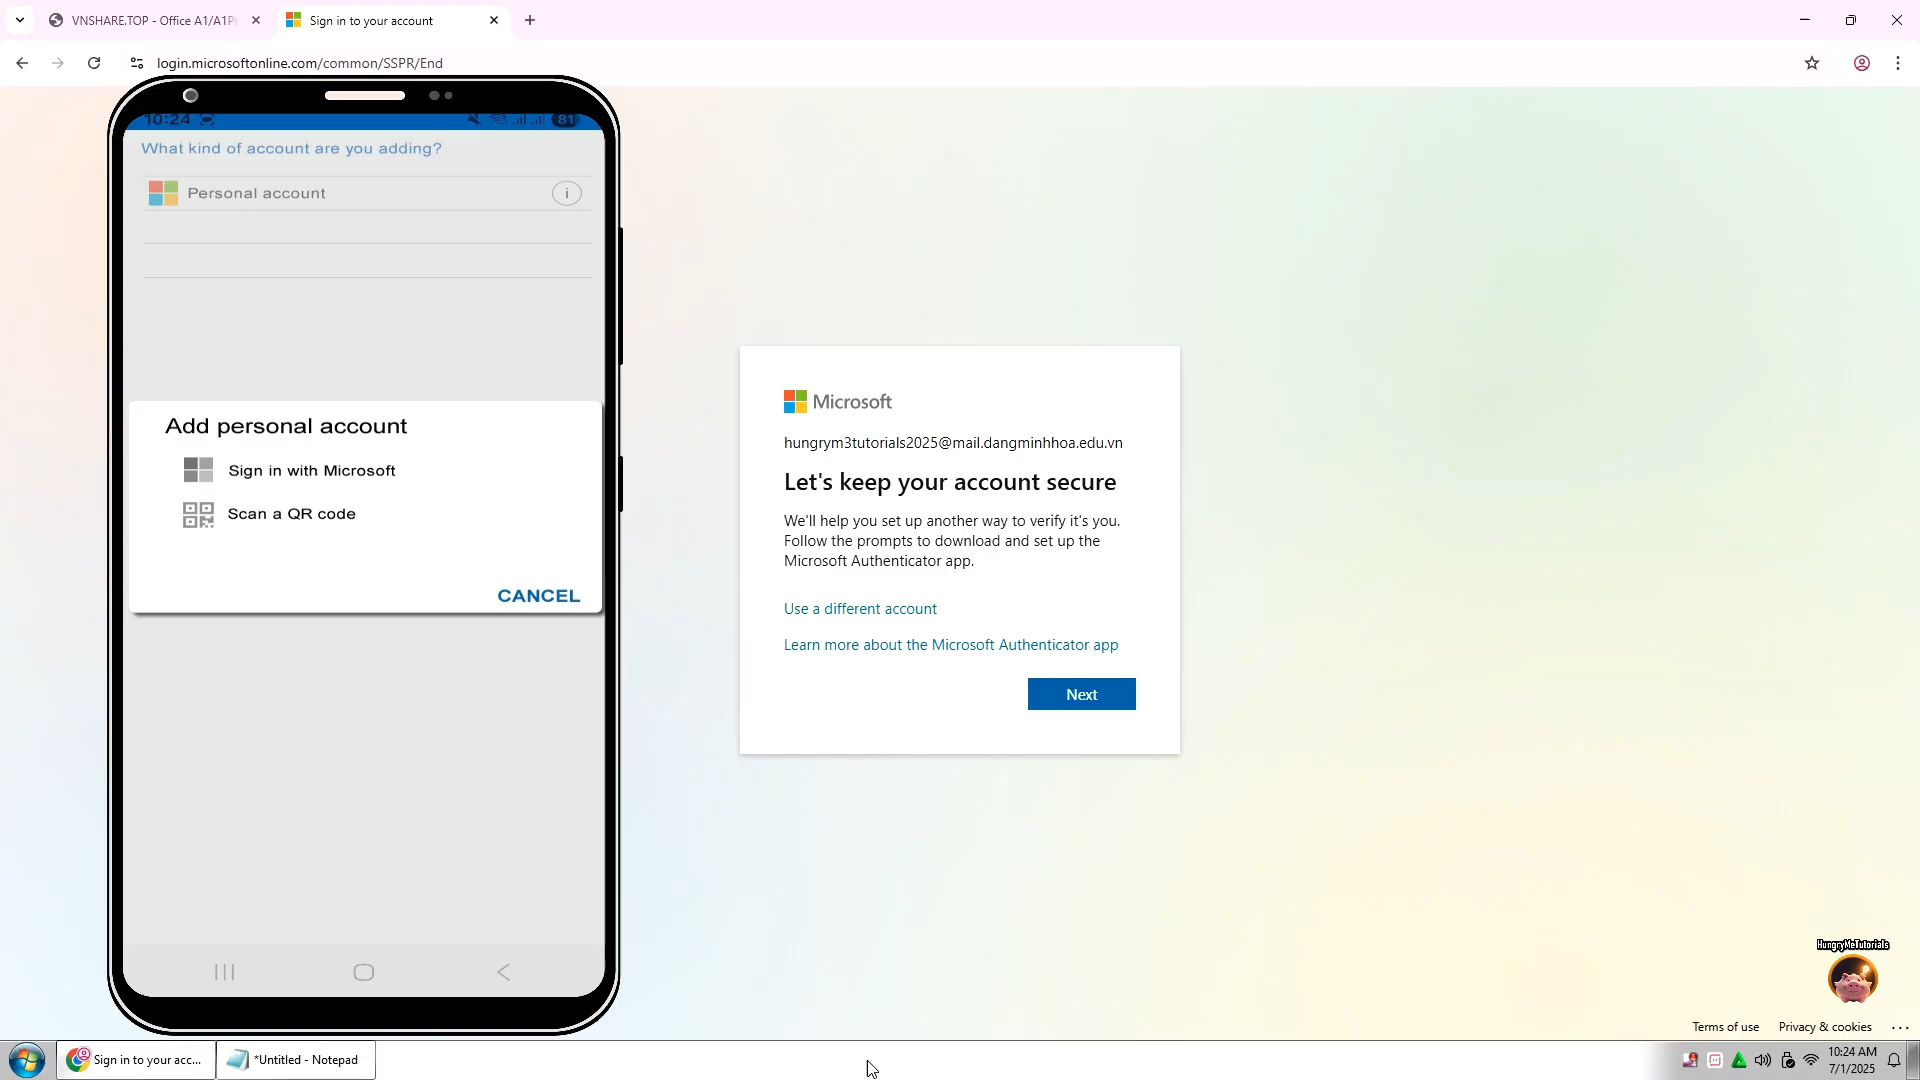 VNSHARE.TOP - Office A1/A1P
Sign in to your account
login.microsoftonline.com/common/SSPR/End
10:24
81
What kind of account are you adding?
Personal account
i
Add personal account
Sign in with Microsoft
Scan a QR code
CANCEL
Microsoft
hungrym3tutorials2025@mail.dangminhhoa.edu.vn
Let's keep your account secure
We'll help you set up another way to verify it's you.
Follow the prompts to download and set up the
Microsoft Authenticator app.
Use a different account
Learn more about the Microsoft Authenticator app
Next
HungryMeTutorials
Terms of use
Privacy & cookies
...
Sign in to your acc...
*Untitled - Notepad
10:24 AM
7/1/2025